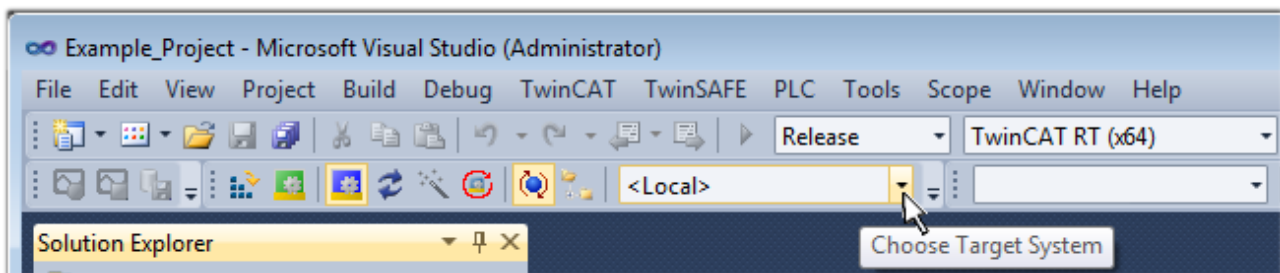 Example_Project - Microsoft Visual Studio (Administrator)
File Edit View Project Build Debug TwinCAT TwinSAFE PLC Tools Scope Window Help
Release TwinCAT RT (x64)
<Local>
Solution Explorer Choose Target System